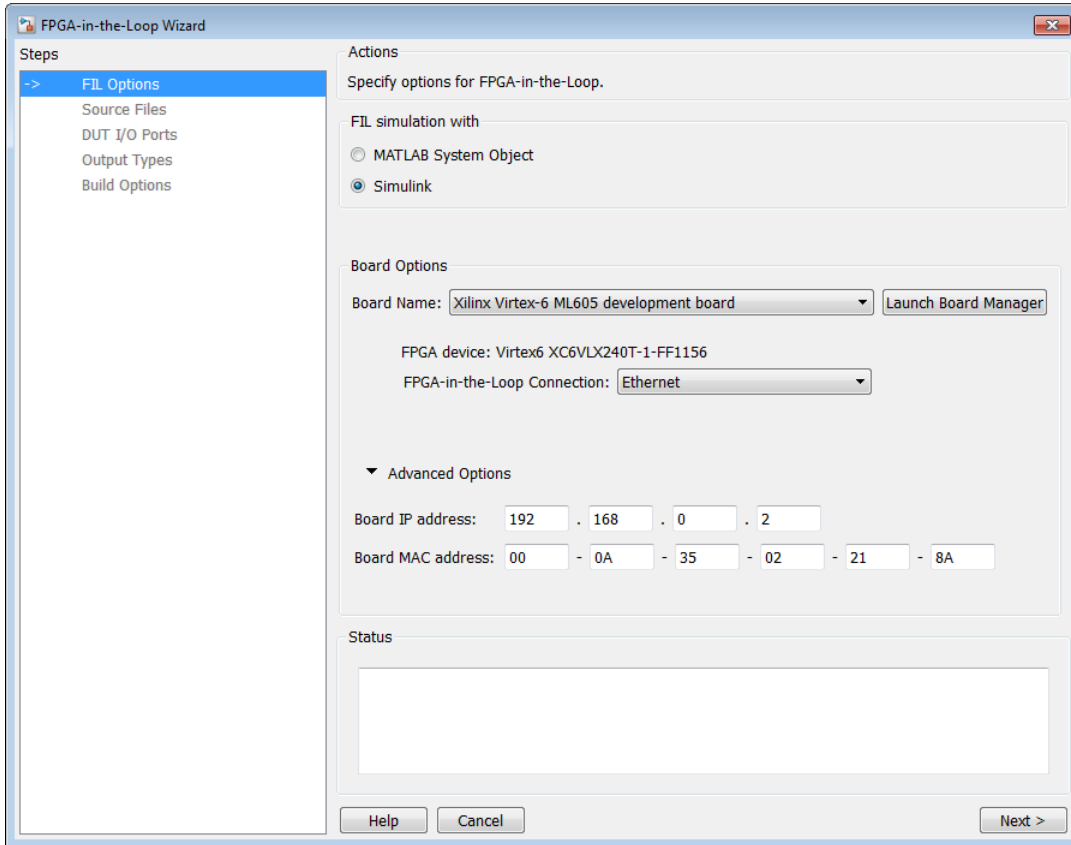 FPGA-in-the-Loop Wizard
Steps
-> FIL Options
Source Files
DUT I/O Ports
Output Types
Build Options
Actions
Specify options for FPGA-in-the-Loop.
FIL simulation with
MATLAB System Object
Simulink
Board Options
Board Name: Xilinx Virtex-6 ML605 development board Launch Board Manager
FPGA device: Virtex6 XC6VLX240T-1-FF1156
FPGA-in-the-Loop Connection: Ethernet
Advanced Options
Board IP address: 192 . 168 . 0 . 2
Board MAC address: 00 - 0A - 35 - 02 - 21 - 8A
Status
Help Cancel Next >